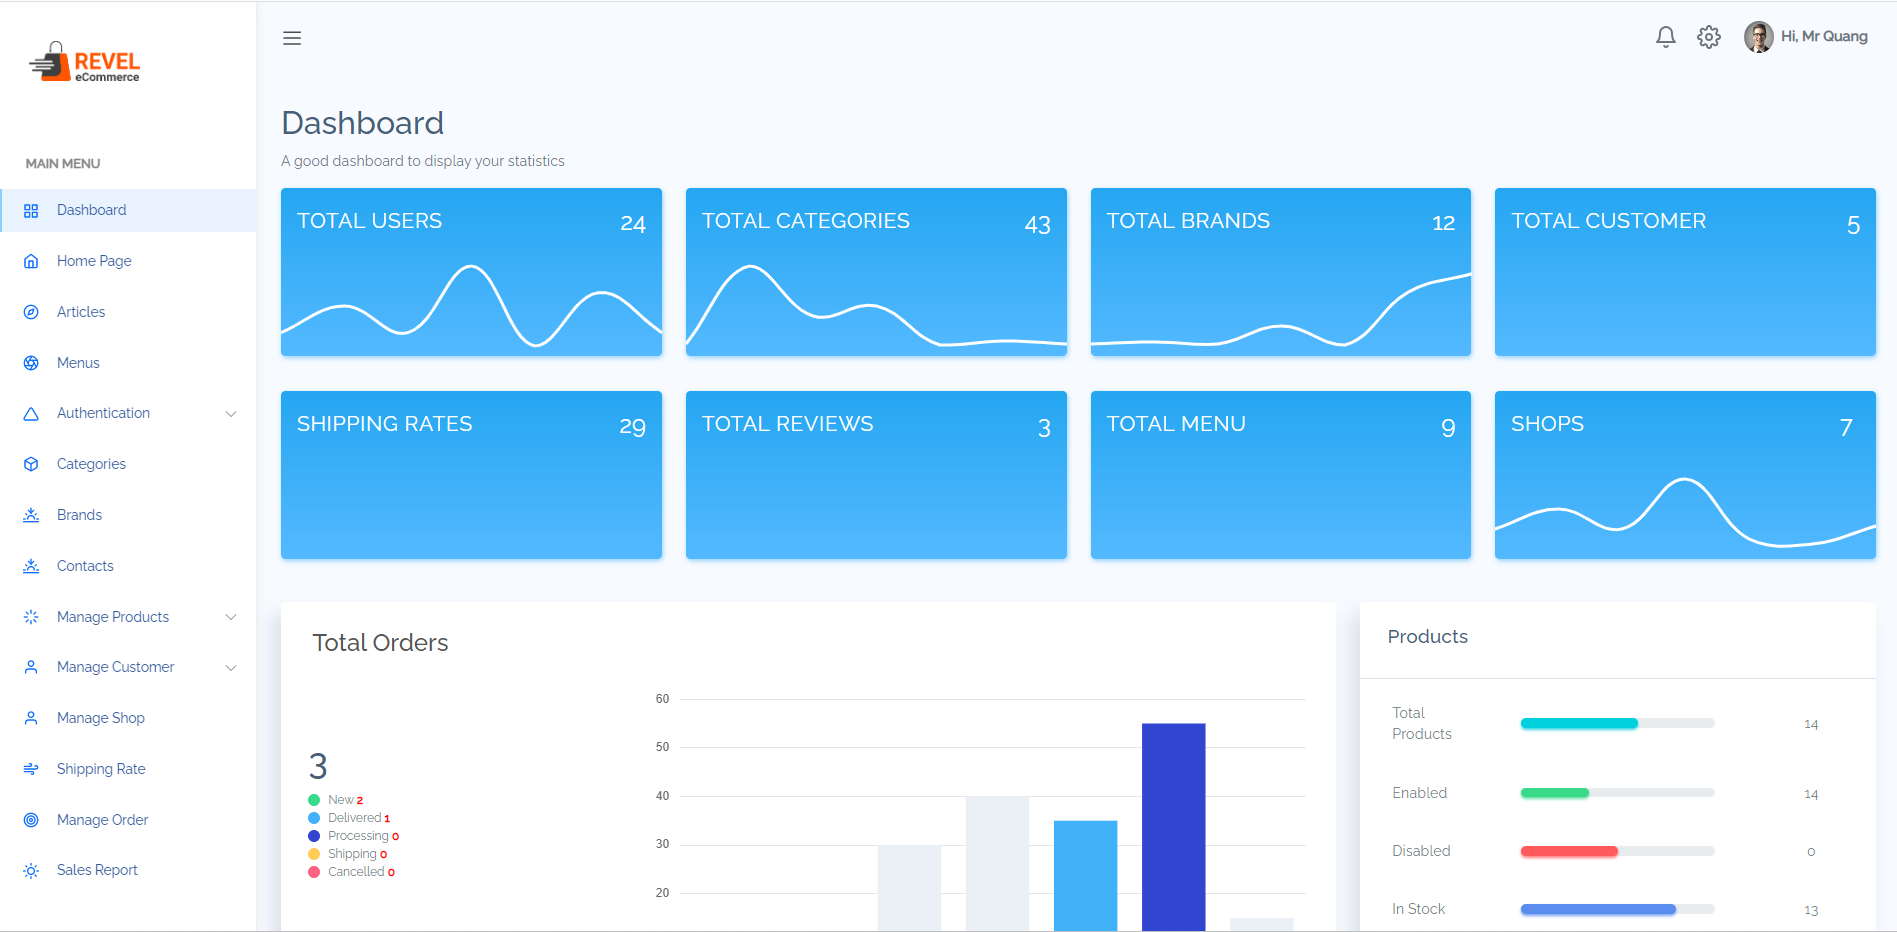 REVEL
eCommerce
Hi, Mr Quang
MAIN MENU
Dashboard
Home Page
Articles
Menus
Authentication
Categories
Brands
Contacts
Manage Products
Manage Customer
Manage Shop
Shipping Rate
Manage Order
Sales Report
Dashboard
A good dashboard to display your statistics
TOTAL USERS 24
TOTAL CATEGORIES 43
TOTAL BRANDS 12
TOTAL CUSTOMER 5
SHIPPING RATES 29
TOTAL REVIEWS 3
TOTAL MENU 9
SHOPS 7
Total Orders
3
New 2
Delivered 1
Processing 0
Shipping 0
Cancelled 0
60
50
40
30
20
Products
Total
Products 14
Enabled 14
Disabled 0
In Stock 13